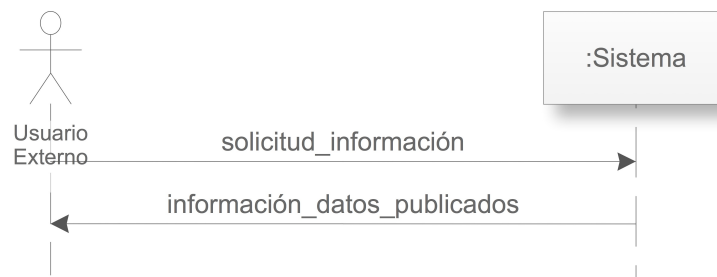 :Sistema
Usuario
Externo
solicitud_información
información_datos_publicados